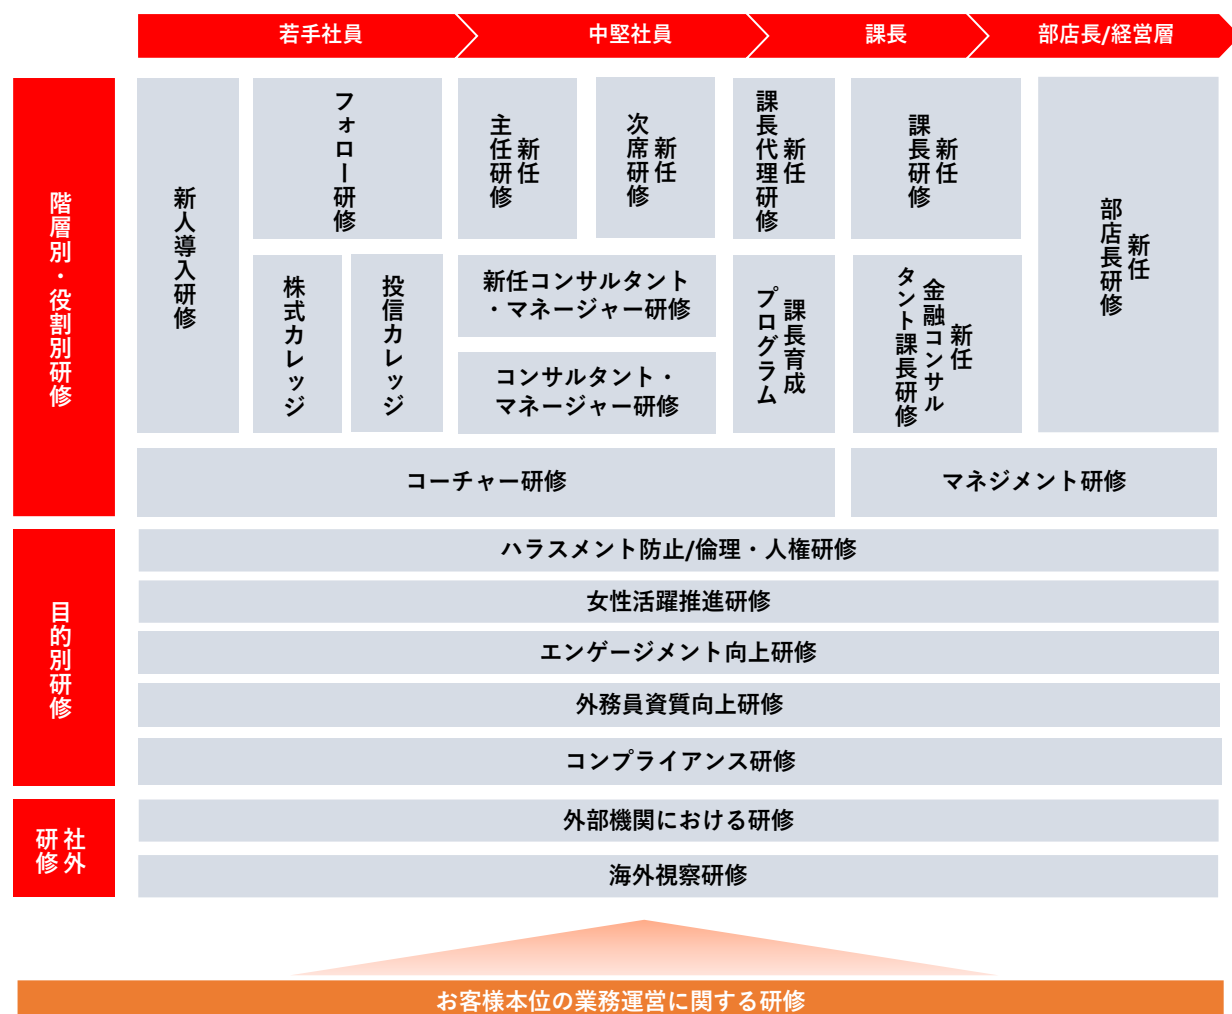 若手社員
中堅社員
課長
部店長/経営層
階層別・役割別研修
新人導入研修
フォロー研修
株式カレッジ
投信カレッジ
新任
主任研修
新任
次席研修
新任コンサルタント
・マネージャー研修
コンサルタント・
マネージャー研修
新任
課長代理研修
課長育成
プログラム
新任
課長研修
新任
金融コンサル
タント課長研修
新任
部店長研修
コーチャー研修
マネジメント研修
目的別研修
ハラスメント防止/倫理・人権研修
女性活躍推進研修
エンゲージメント向上研修
外務員資質向上研修
コンプライアンス研修
社外
研修
外部機関における研修
海外視察研修
お客様本位の業務運営に関する研修